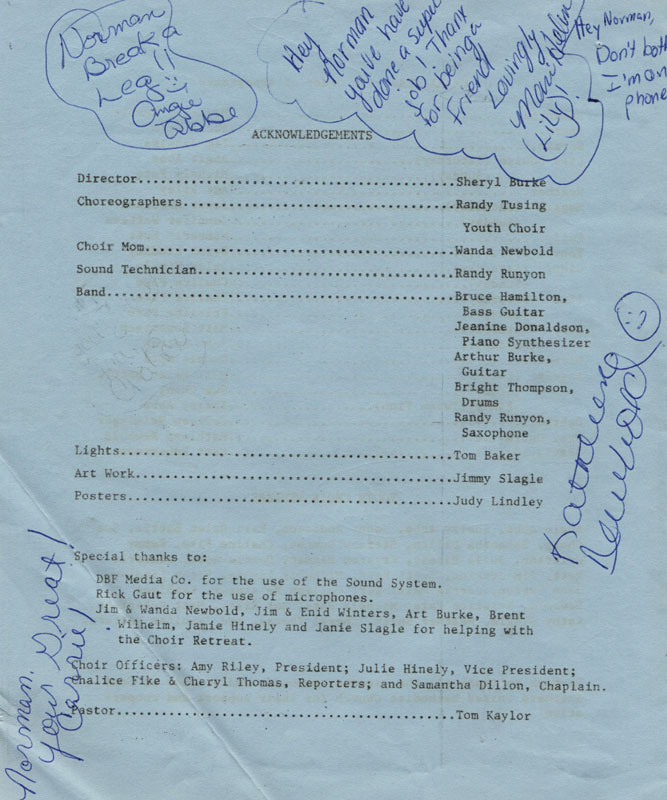 Norman
Break a
Leg!!
Angie
Hey
Norman
you've have
done a super
Job! Thank
for being a
friend
Lovingly
(Lily)!
Hey Norman,
Don't both
I'm on
phone
ACKNOWLEDGEMENTS
Director..........................................Sheryl Burke
Choreographers....................................Randy Tusing
Youth Choir
Choir Mom.........................................Wanda Newbold
Sound Technician..................................Randy Runyon
Band..............................................Bruce Hamilton,
Bass Guitar
Jeanine Donaldson,
Piano Synthesizer
Arthur Burke,
Guitar
Bright Thompson,
Drums
Randy Runyon,
Saxophone
Lights............................................Tom Baker
Art Work..........................................Jimmy Slagle
Posters...........................................Judy Lindley
Kathleena
Newbold
Special thanks to:
DBF Media Co. for the use of the Sound System.
Rick Gaut for the use of microphones.
Jim & Wanda Newbold, Jim & Enid Winters, Art Burke, Brent
Wilhelm, Jamie Hinely and Janie Slagle for helping with
the Choir Retreat.
Choir Officers: Amy Riley, President; Julie Hinely, Vice President;
Chalice Fike & Cheryl Thomas, Reporters; and Samantha Dillon, Chaplain.
Pastor............................................Tom Kaylor
Norman,
your Great!